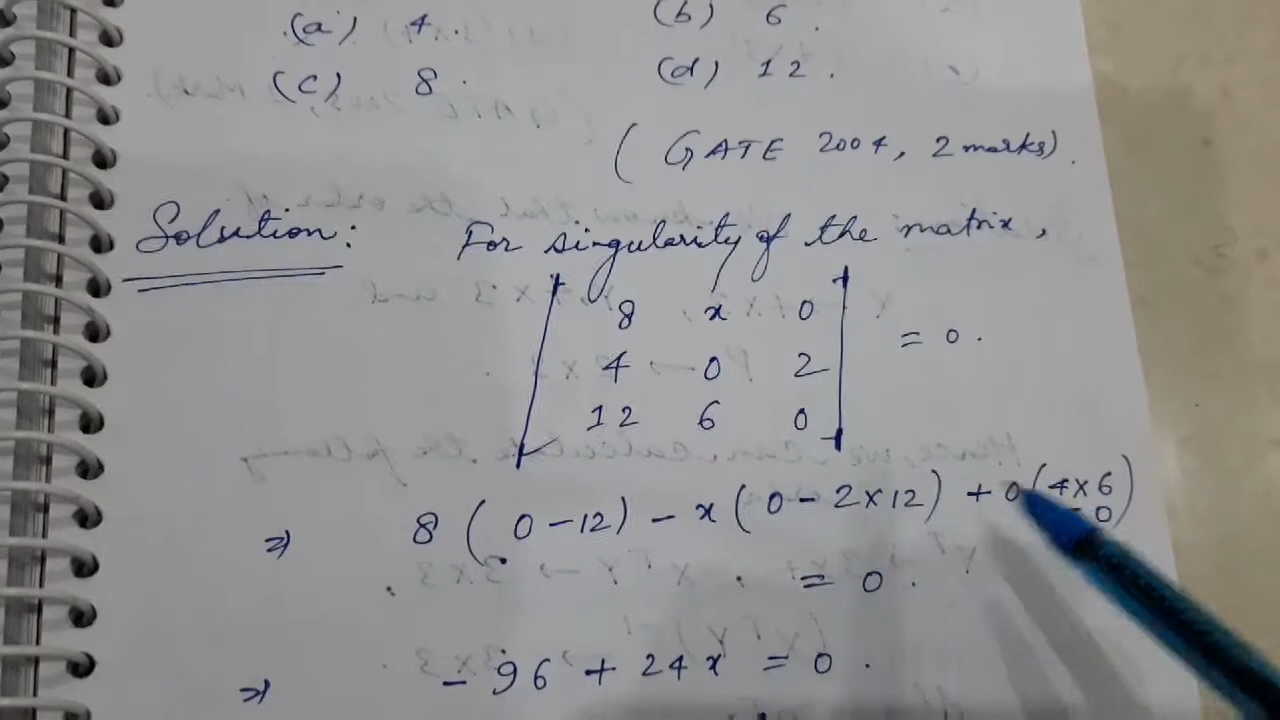 (a) 4. (b) 6.
(c) 8. (d) 12.
(GATE 2004, 2 marks).
Solution: For singularity of the matrix,
8 x 0
4 0 2 = 0.
12 6 0
⇒ 8(0-12) - x(0-2×12) + 0(4×6
-0)
= 0.
⇒ -96 + 24x = 0.